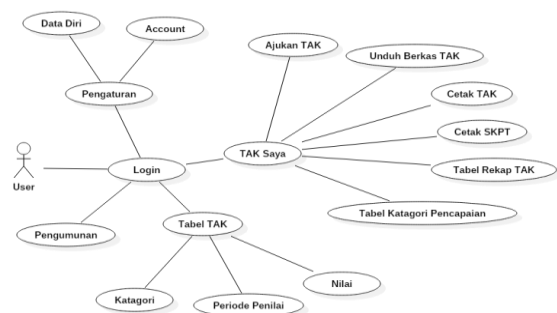 Data Diri
Account
Ajukan TAK
Unduh Berkas TAK
Pengaturan
Cetak TAK
Cetak SKPT
TAK Saya
Login
Tabel Rekap TAK
User
Tabel Katagori Pencapaian
Tabel TAK
Pengumunan
Nilai
Katagori
Periode Penilai